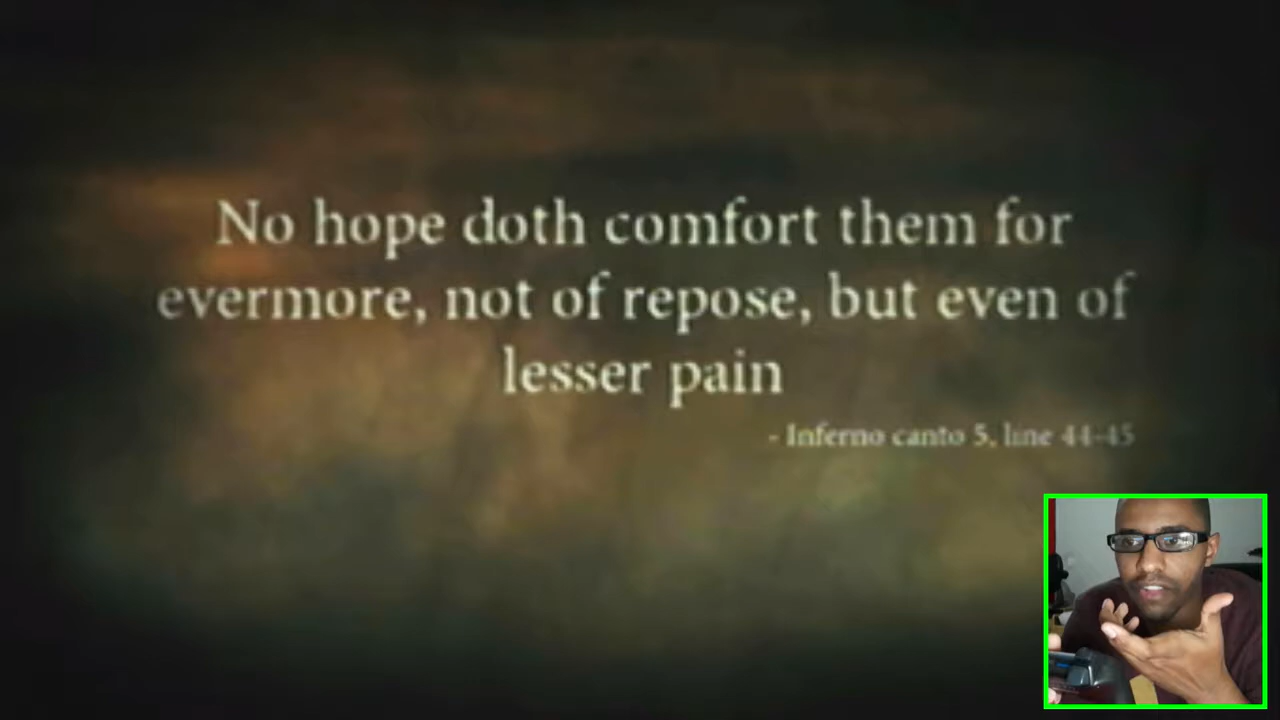 No hope doth comfort them for
evermore, not of repose, but even of
lesser pain
- Inferno canto 5, line 44-45